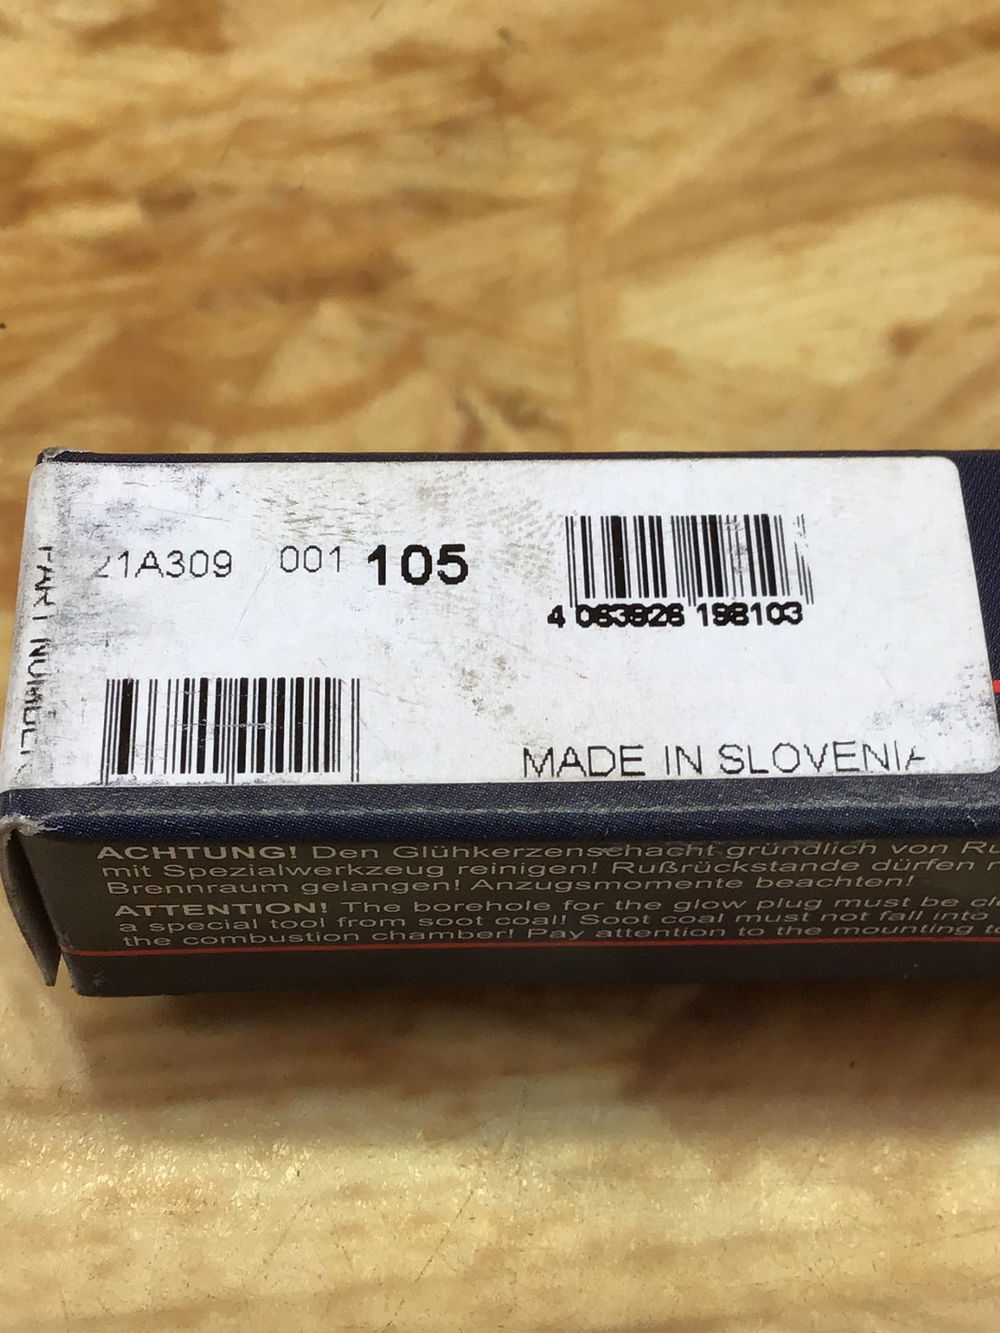 21A309 001 105
4 063926 198103
PART NUMBER
MADE IN SLOVENIA
ACHTUNG! Den Glühkerzenschacht gründlich von
mit Spezialwerkzeug reinigen! Rußrückstände dürfen
Brennraum gelangen! Anzugsmomente beachten!
ATTENTION! The borehole for the glow plug must be
a special tool from soot coal! Soot coal must not fall into
the combustion chamber! Pay attention to the mounting